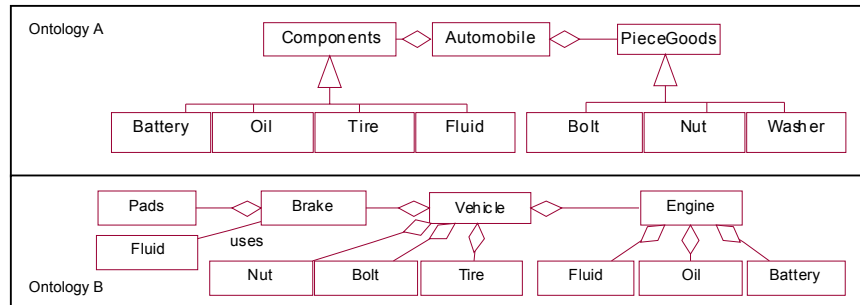 Ontology A
Components Automobile PieceGoods
Battery Oil Tire Fluid Bolt Nut Washer
Pads Brake Vehicle Engine
Fluid uses
Nut Bolt Tire Fluid Oil Battery
Ontology B